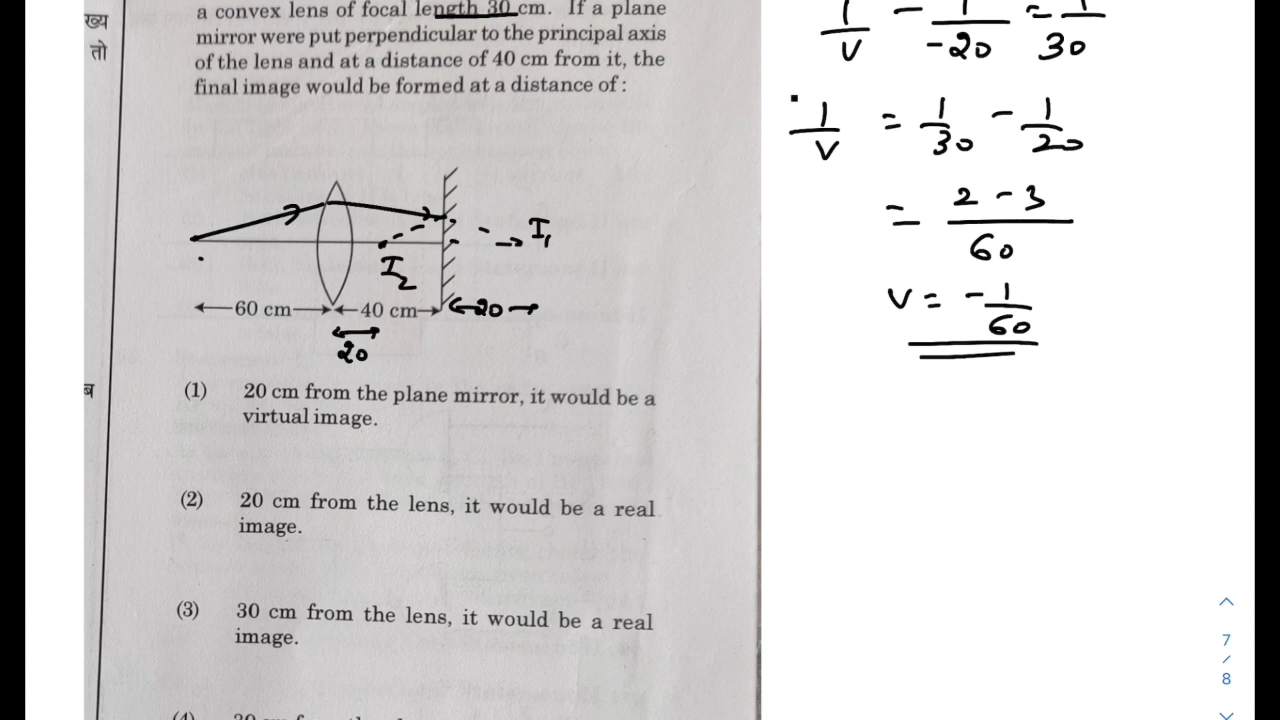 ख्य
तो
a convex lens of focal length 30 cm. If a plane
mirror were put perpendicular to the principal axis
of the lens and at a distance of 40 cm from it, the
final image would be formed at a distance of :
I₁
I₂
60 cm 40 cm 20
20
ब
(1) 20 cm from the plane mirror, it would be a
virtual image.
(2) 20 cm from the lens, it would be a real
image.
(3) 30 cm from the lens, it would be a real
image.
1/V - 1/-20 = 1/30
1/V = 1/30 - 1/20
= 2 - 3/60
V = - 1/60
7
/
8